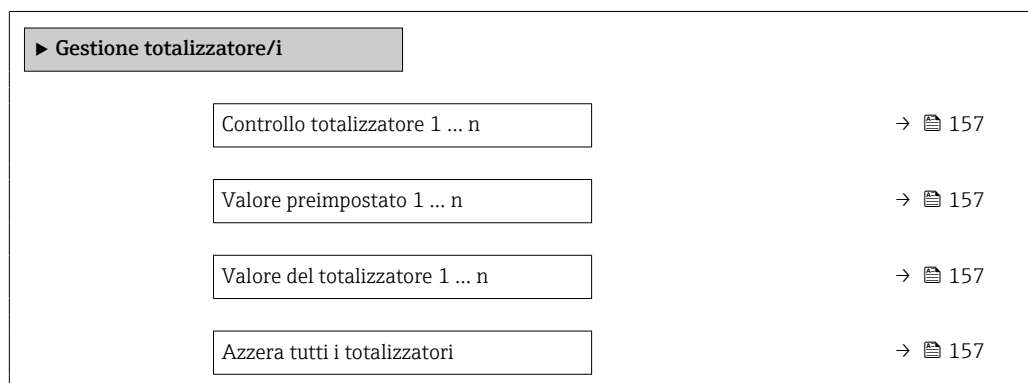 ▶ Gestione totalizzatore/i
Controllo totalizzatore 1 … n → 157
Valore preimpostato 1 … n → 157
Valore del totalizzatore 1 … n → 157
Azzera tutti i totalizzatori → 157